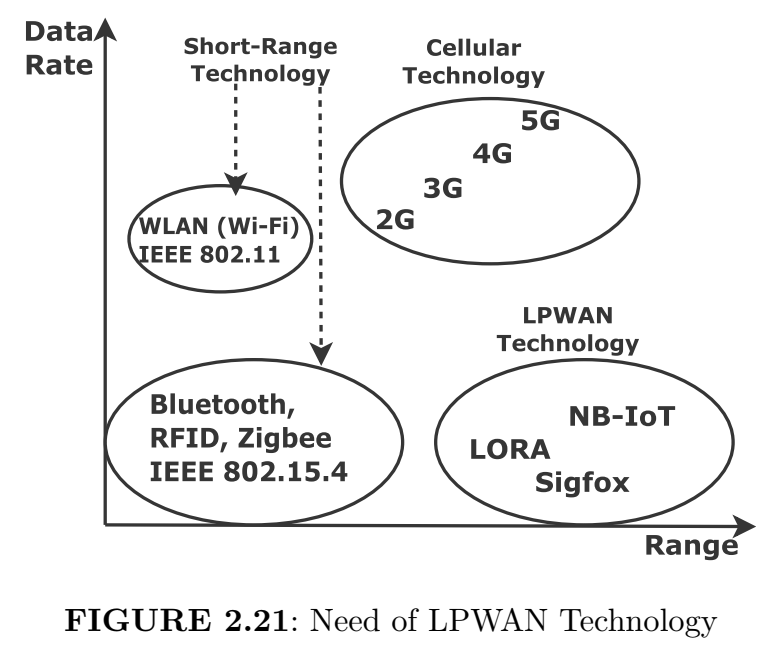 Data
Rate
Short-Range
Technology
Cellular
Technology
5G
4G
3G
2G
WLAN (Wi-Fi)
IEEE 802.11
LPWAN
Technology
Bluetooth,
RFID, Zigbee
IEEE 802.15.4
NB-IoT
LORA
Sigfox
Range
FIGURE 2.21: Need of LPWAN Technology